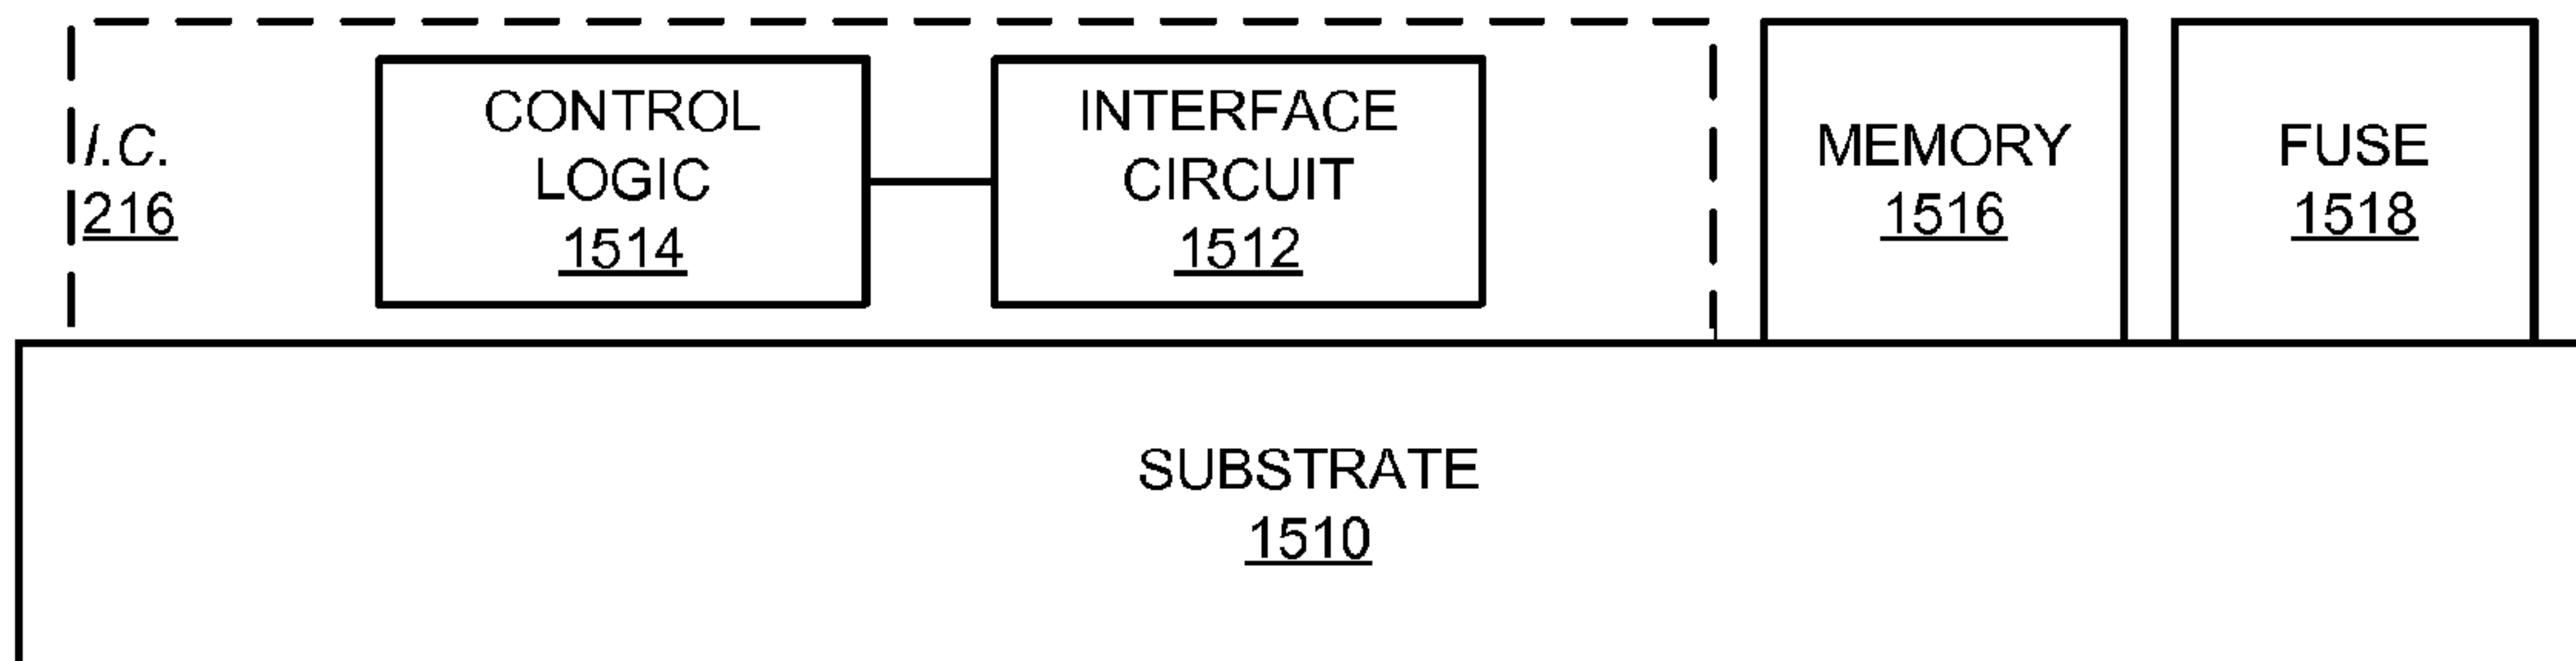 I.C.
216
CONTROL
LOGIC
1514
INTERFACE
CIRCUIT
1512
MEMORY
1516
FUSE
1518
SUBSTRATE
1510